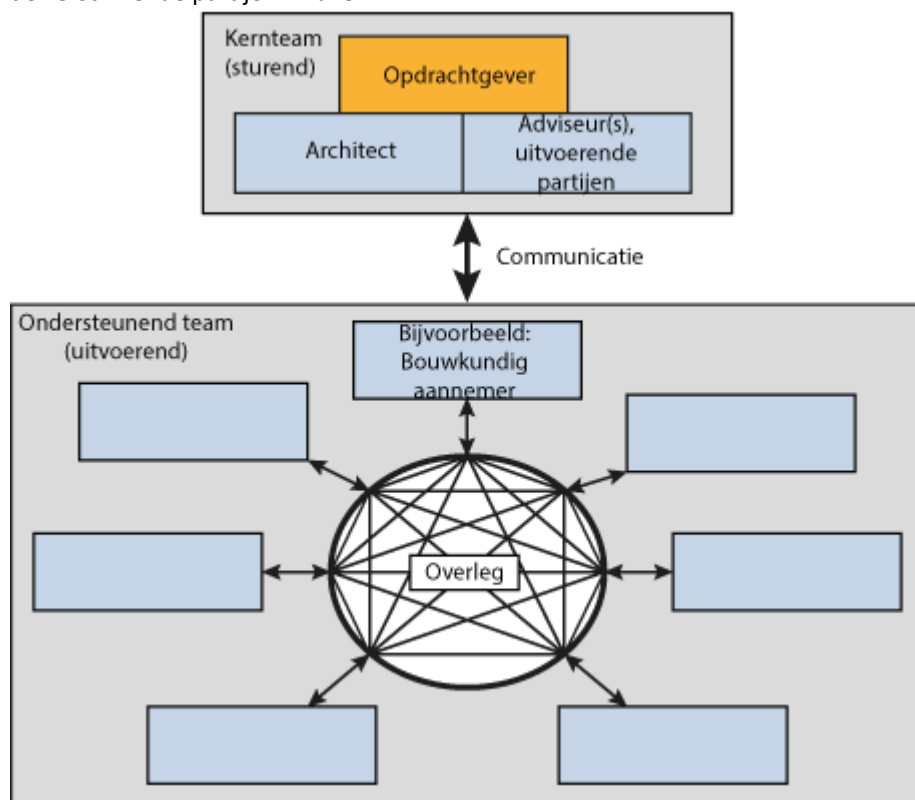 Kernteam
(sturend)
Opdrachtgever
Architect
Adviseur(s),
uitvoerende
partijen
Communicatie
Ondersteunend team
(uitvoerend)
Bijvoorbeeld:
Bouwkundig
aannemer
Overleg